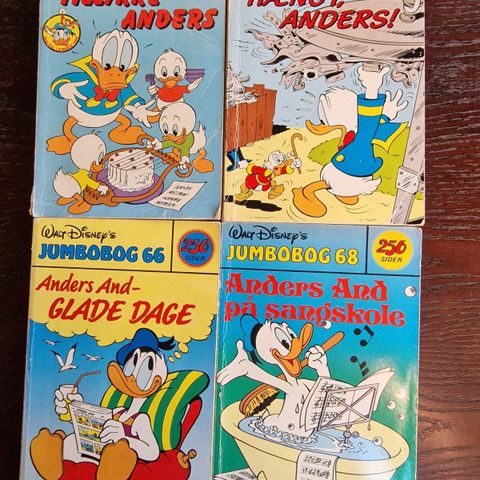 ANDERS
ANDERS!
WALT DISNEY'S
JUMBOBOG 66
256
SIDER
Anders And-
GLADE DAGE
WALT DISNEY'S
JUMBOBOG 68
256
SIDER
Anders And
på sangskole